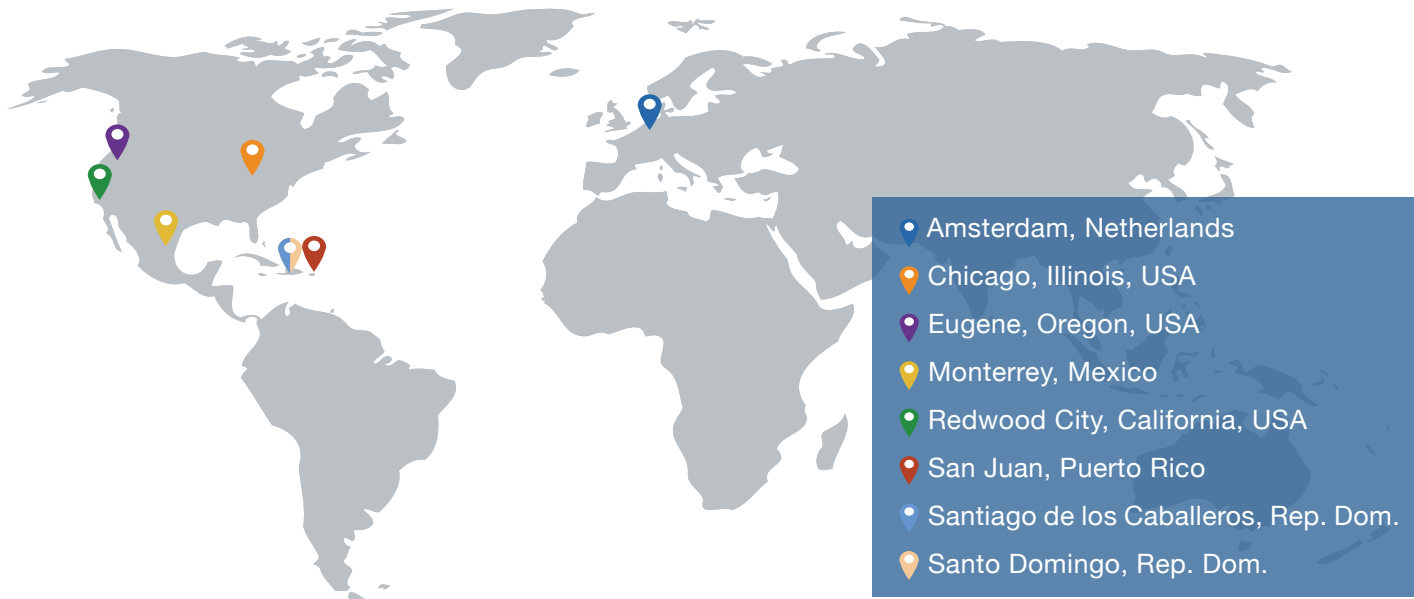 Amsterdam, Netherlands
Chicago, Illinois, USA
Eugene, Oregon, USA
Monterrey, Mexico
Redwood City, California, USA
San Juan, Puerto Rico
Santiago de los Caballeros, Rep. Dom.
Santo Domingo, Rep. Dom.